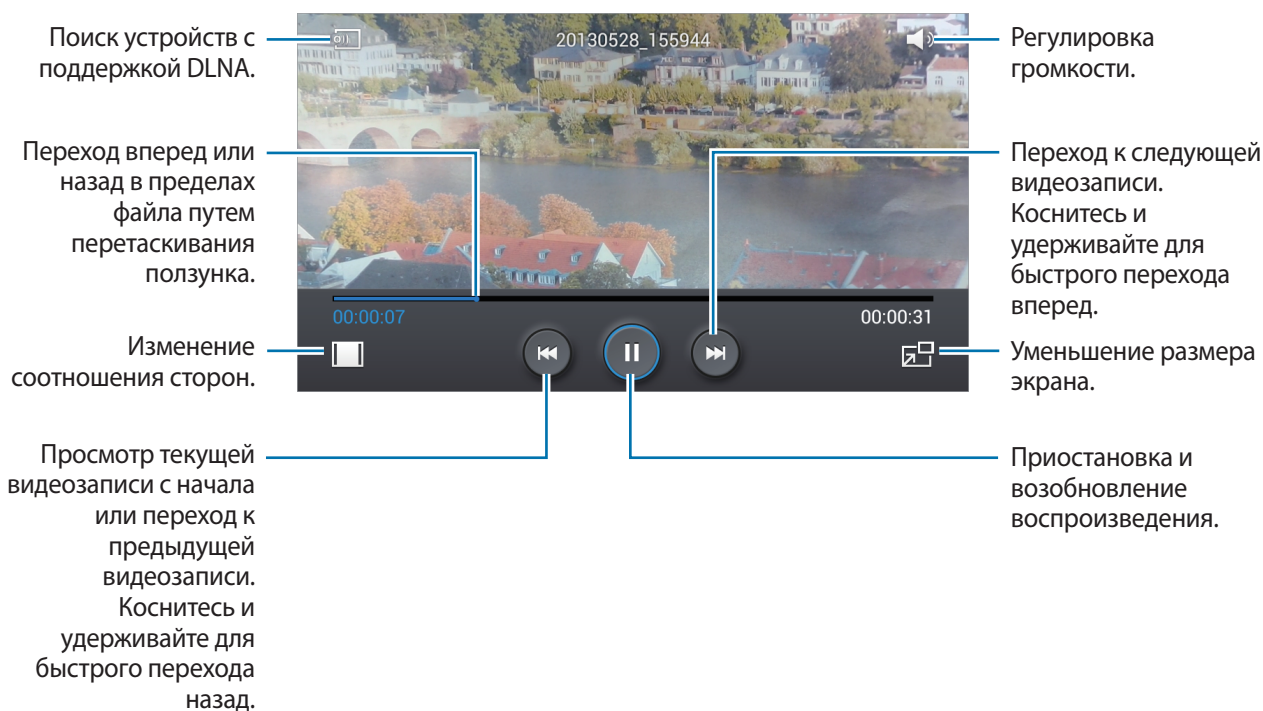 Поиск устройств с
поддержкой DLNA.
20130528_155944
Регулировка
громкости.
Переход вперед или
назад в пределах
файла путем
перетаскивания
ползунка.
Переход к следующей
видеозаписи.
Коснитесь и
удерживайте для
быстрого перехода
вперед.
00:00:07
00:00:31
Изменение
соотношения сторон.
Уменьшение размера
экрана.
Просмотр текущей
видеозаписи с начала
или переход к
предыдущей
видеозаписи.
Коснитесь и
удерживайте для
быстрого перехода
назад.
Приостановка и
возобновление
воспроизведения.